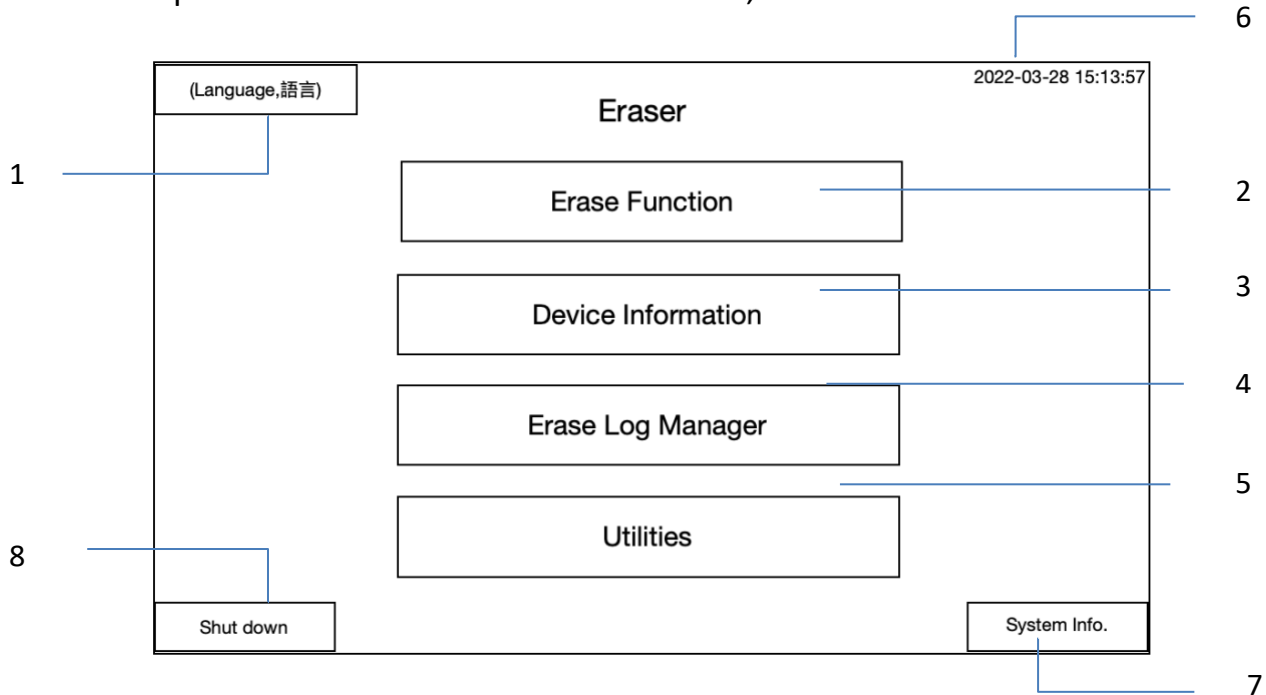 6
(Language,語言)
2022-03-28 15:13:57
Eraser
1
Erase Function
2
Device Information
3
4
Erase Log Manager
5
Utilities
8
Shut down
System Info.
7